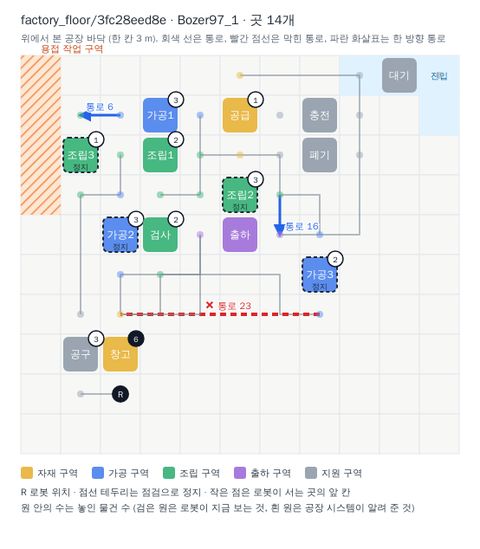 factory_floor/3fc28eed8e · Bozer97_1 · 곳 14개
위에서 본 공장 바닥 (한 칸 3 m). 회색 선은 통로, 빨간 점선은 막힌 통로, 파란 화살표는 한 방향 통로
용접 작업 구역
대기
통로 6
3
가공1
1
공급
충전
1
조립3
정지
2
조립1
폐기
3
조립2
정지
3
가공2
정지
2
검사
출하
통로 16
2
가공3
정지
✖ 통로 23
3
공구
6
창고
R
자재 구역
가공 구역
조립 구역
출하 구역
지원 구역
R 로봇 위치 · 점선 테두리는 점검으로 정지 · 작은 점은 로봇이 서는 곳의 앞 칸
원 안의 수는 놓인 물건 수 (검은 원은 로봇이 지금 보는 것, 흰 원은 공장 시스템이 알려 준 것)